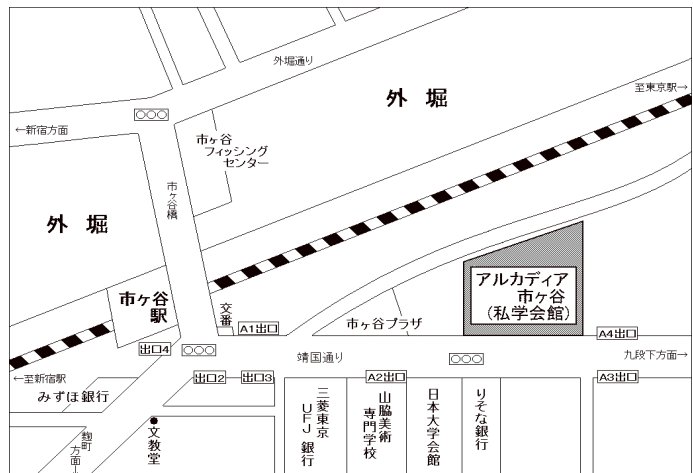 外堀通り
外 堀
至東京駅→
←新宿方面
市ヶ谷
フィッシング
センター
市ヶ谷橋
外 堀
アルカディア
市ヶ谷
(私学会館)
市ヶ谷
駅
交番
A1出口
市ヶ谷プラザ
A4出口
出口4
靖国通り
九段下方面→
←至新宿駅
みずほ銀行
出口2
出口3
A2出口
A3出口
三菱東京
UFJ 銀行
山脇美術
専門学校
日本大学会館
りそな銀行
文教堂
麹町
方面
↓